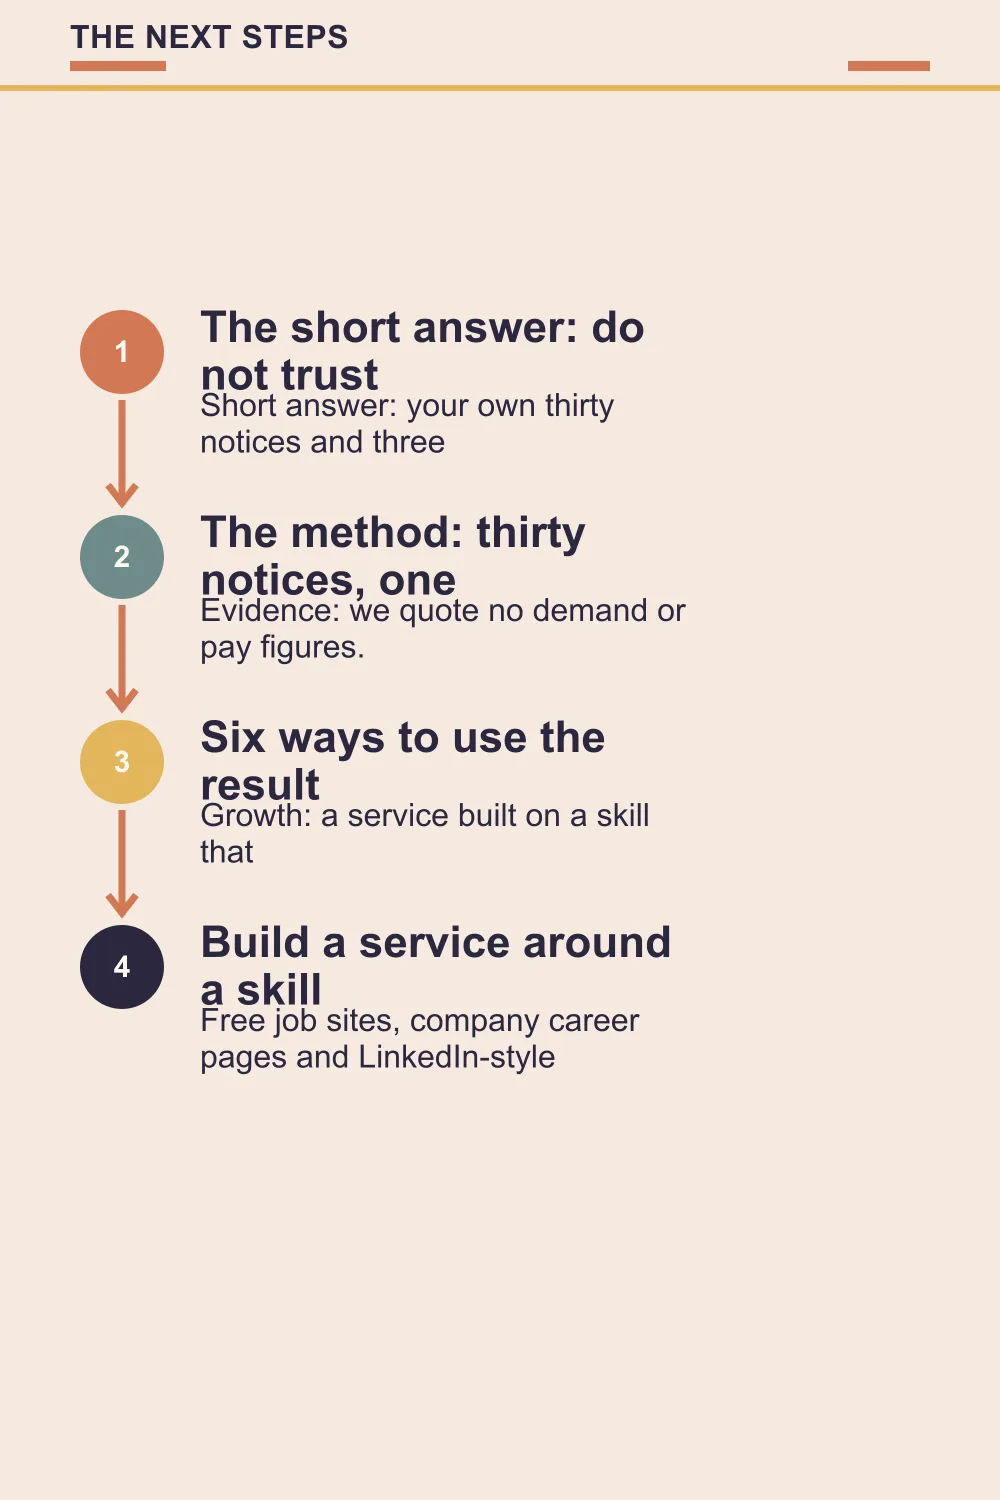 THE NEXT STEPS
1
The short answer: do
not trust
Short answer: your own thirty
notices and three
2
The method: thirty
notices, one
Evidence: we quote no demand or
pay figures.
3
Six ways to use the
result
Growth: a service built on a skill
that
4
Build a service around
a skill
Free job sites, company career
pages and LinkedIn-style